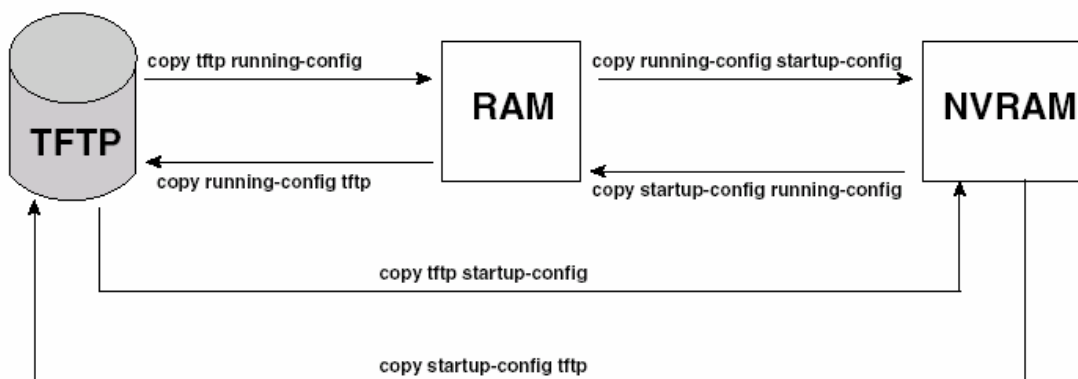 copy tftp running-config
copy running-config startup-config
TFTP
RAM
NVRAM
copy running-config tftp
copy startup-config running-config
copy tftp startup-config
copy startup-config tftp